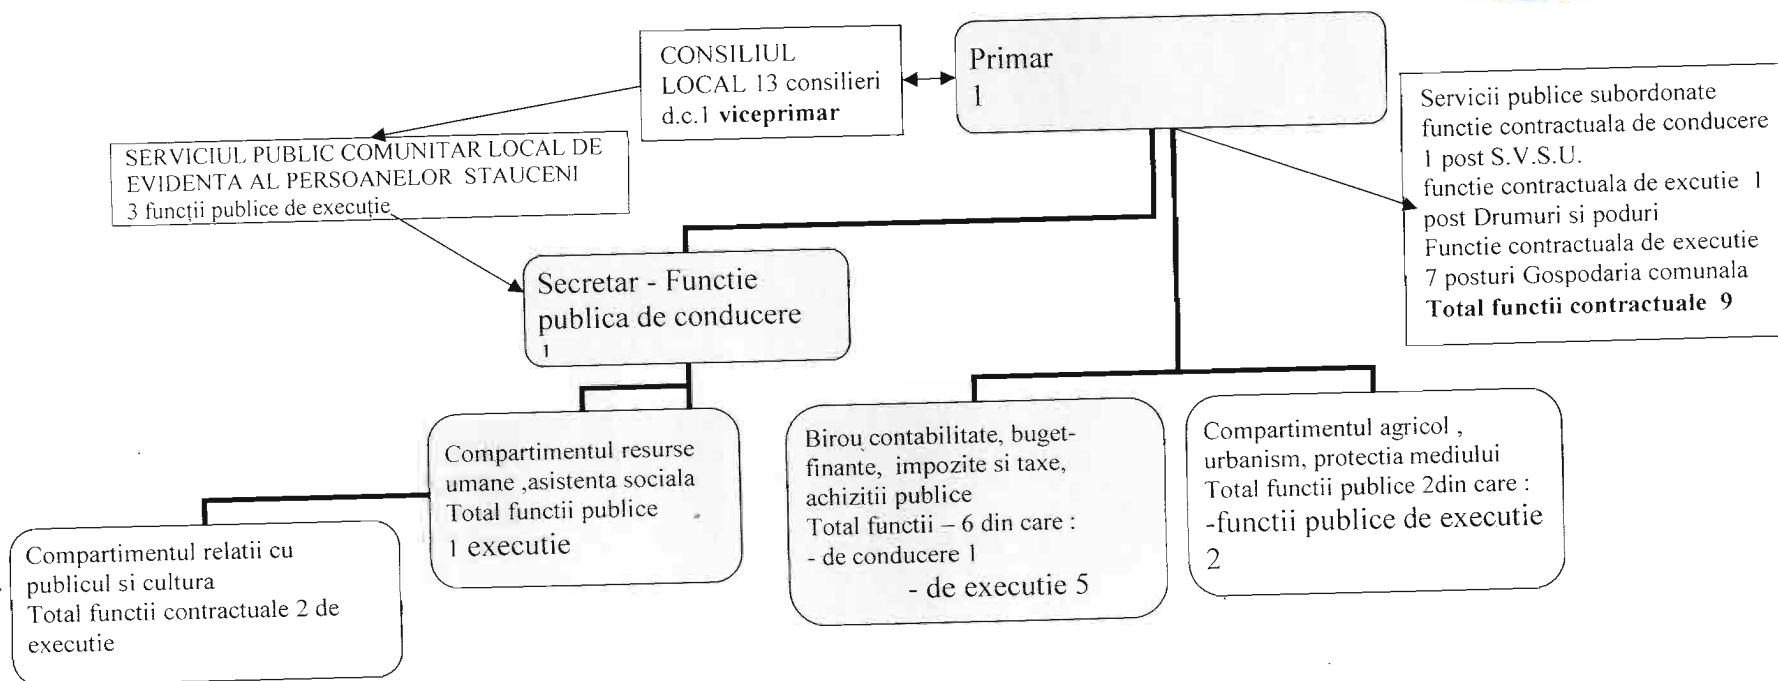 CONSILIUL
LOCAL 13 consilieri
d.c.1 viceprimar
Primar
1
Servicii publice subordonate
functie contractuala de conducere
1 post S.V.S.U.
functie contractuala de excutie 1
post Drumuri si poduri
Functie contractuala de executie
7 posturi Gospodaria comunala
Total functii contractuale 9
SERVICIUL PUBLIC COMUNITAR LOCAL DE
EVIDENTA AL PERSOANELOR STAUCENI
3 funcții publice de execuție
Secretar - Functie
publica de conducere
1
Compartimentul resurse
umane ,asistenta sociala
Total functii publice
1 executie
Birou contabilitate, buget-
finante, impozite si taxe,
achizitii publice
Total functii – 6 din care :
- de conducere 1
- de executie 5
Compartimentul agricol ,
urbanism, protectia mediului
Total functii publice 2din care :
-functii publice de executie
2
Compartimentul relatii cu
publicul si cultura
Total functii contractuale 2 de
executie